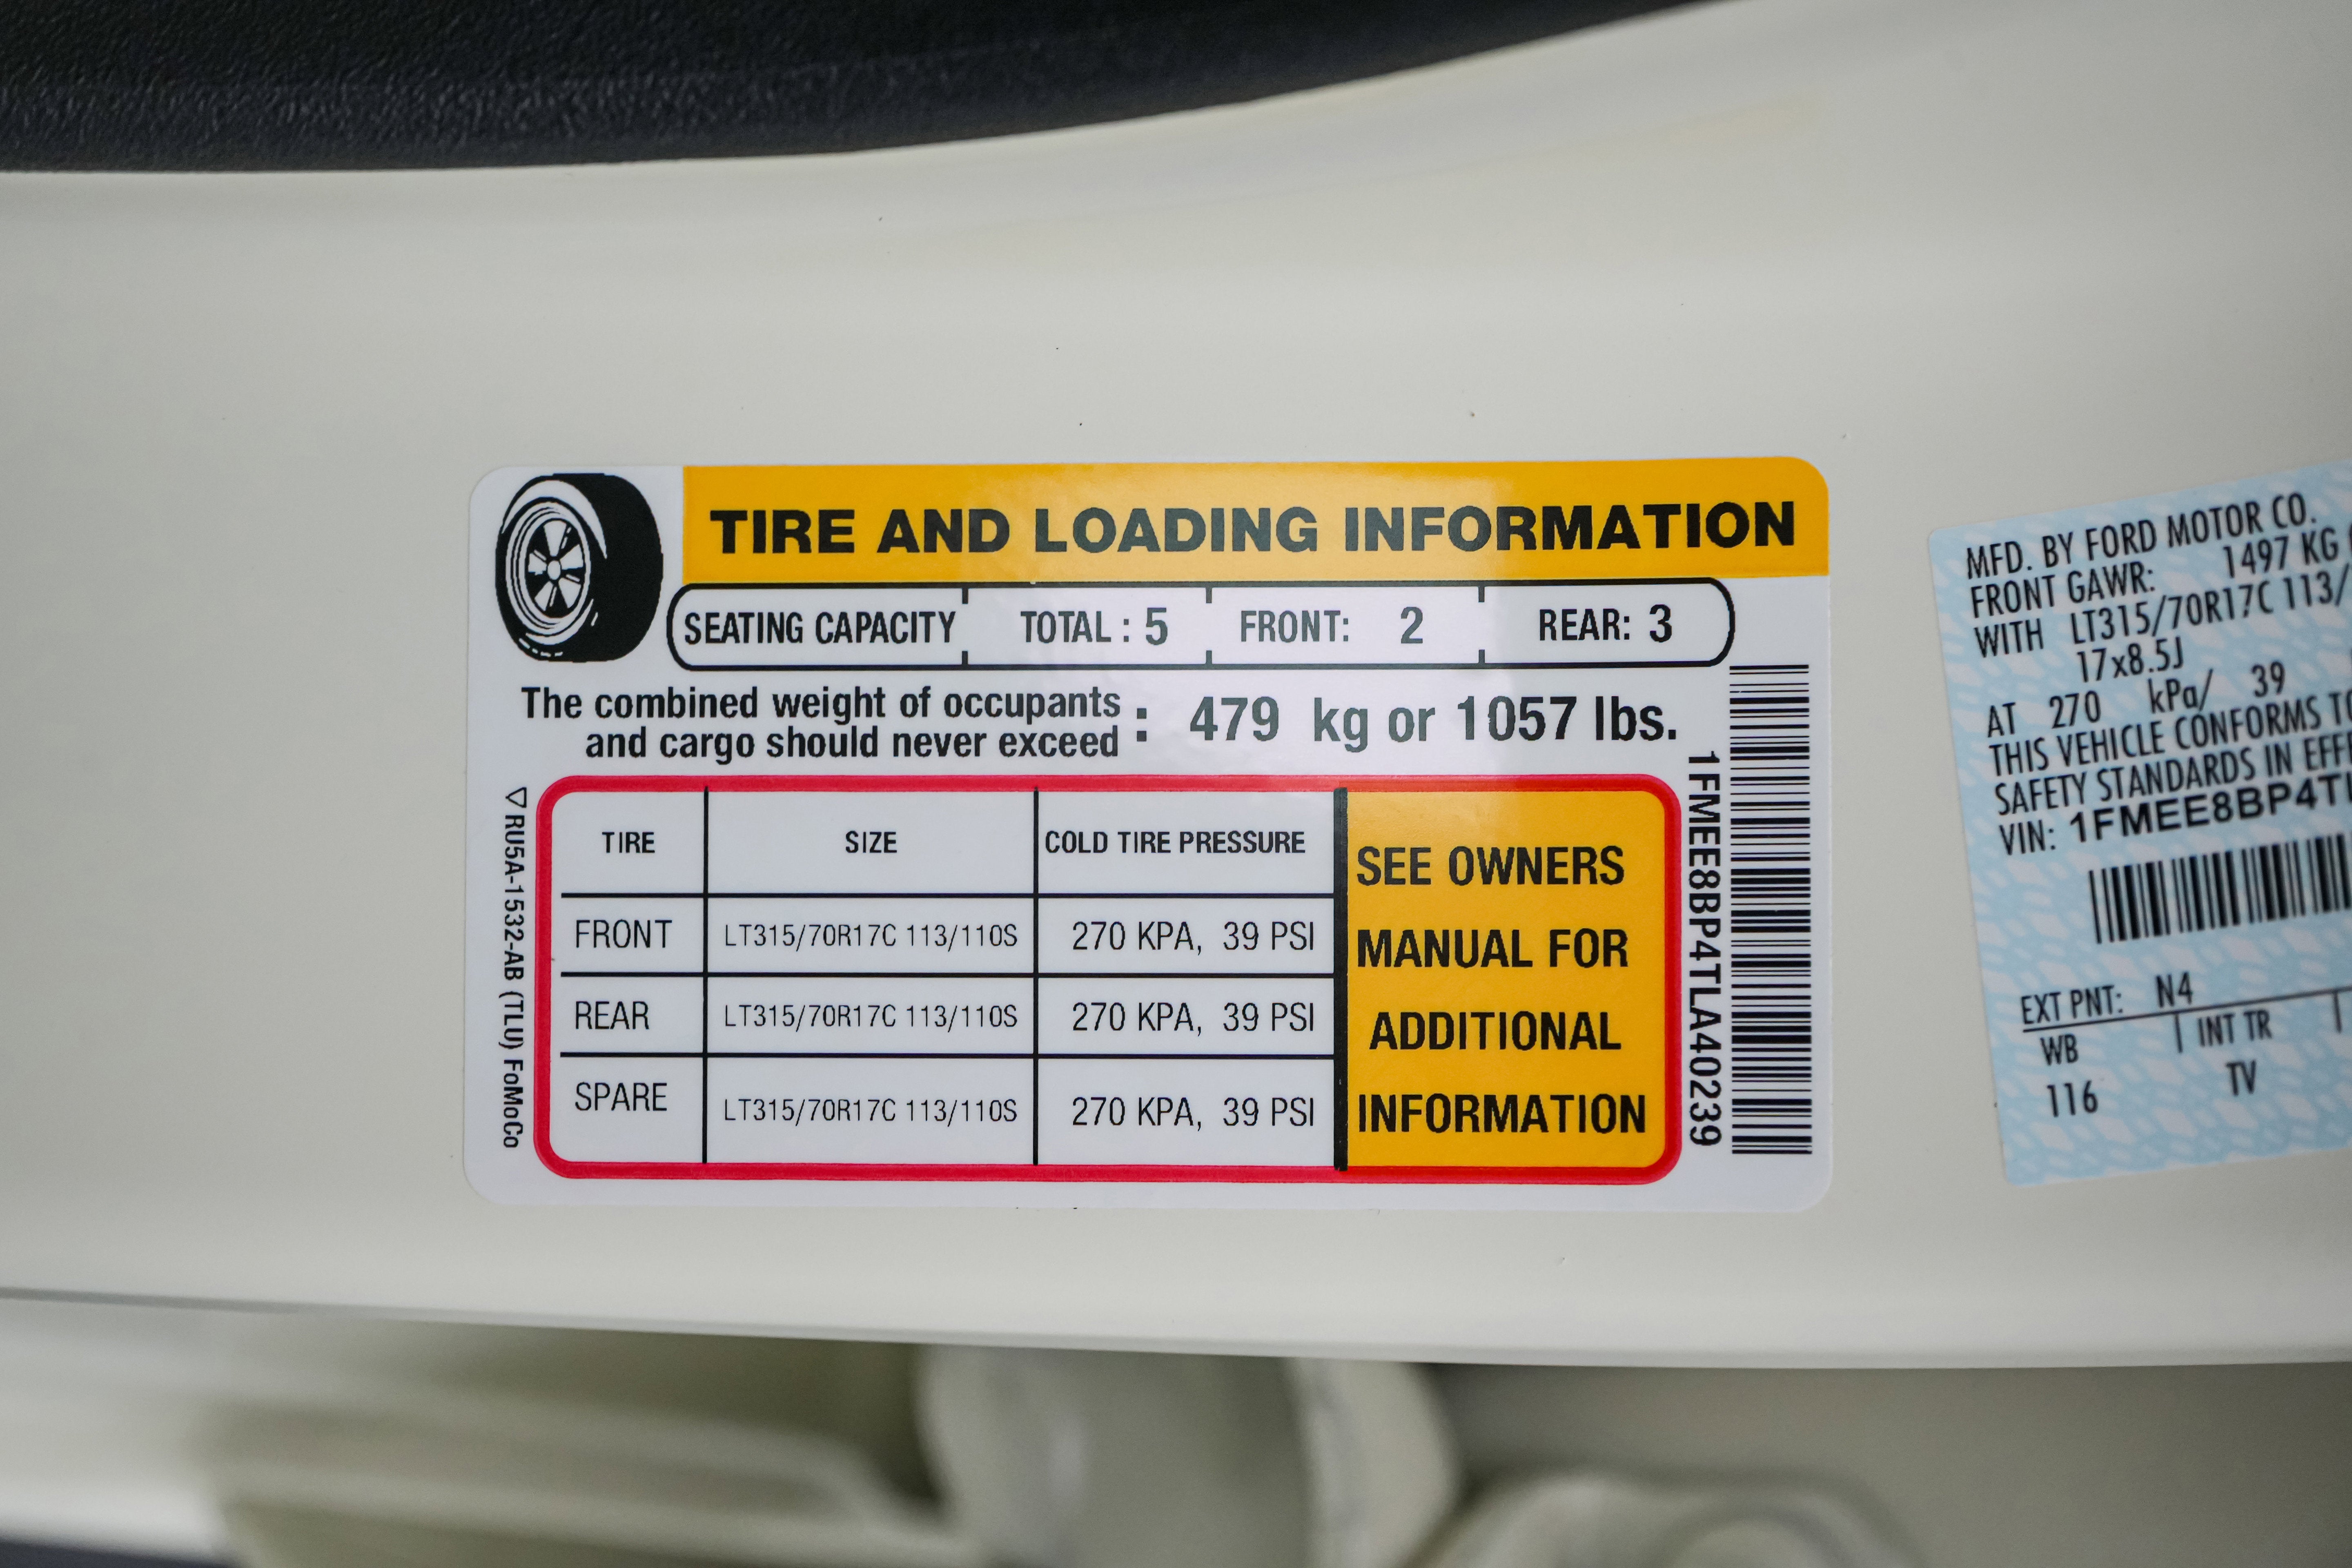 TIRE AND LOADING INFORMATION
SEATING CAPACITY TOTAL : 5 FRONT: 2 REAR: 3
The combined weight of occupants
and cargo should never exceed : 479 kg or 1057 lbs.
TIRE SIZE COLD TIRE PRESSURE
FRONT LT315/70R17C 113/110S 270 KPA, 39 PSI
REAR LT315/70R17C 113/110S 270 KPA, 39 PSI
SPARE LT315/70R17C 113/110S 270 KPA, 39 PSI
SEE OWNERS
MANUAL FOR
ADDITIONAL
INFORMATION
RU5A-1532-AB (TLU) FoMoCo
1FMEE8BP4TLA40239
MFD. BY FORD MOTOR CO.
FRONT GAWR: 1497 KG
WITH LT315/70R17C 113/
17x8.5J
AT 270 kPa/ 39
THIS VEHICLE CONFORMS TO
SAFETY STANDARDS IN
VIN: 1FMEE8BP4T
EXT PNT: N4
WB INT TR
116 TV